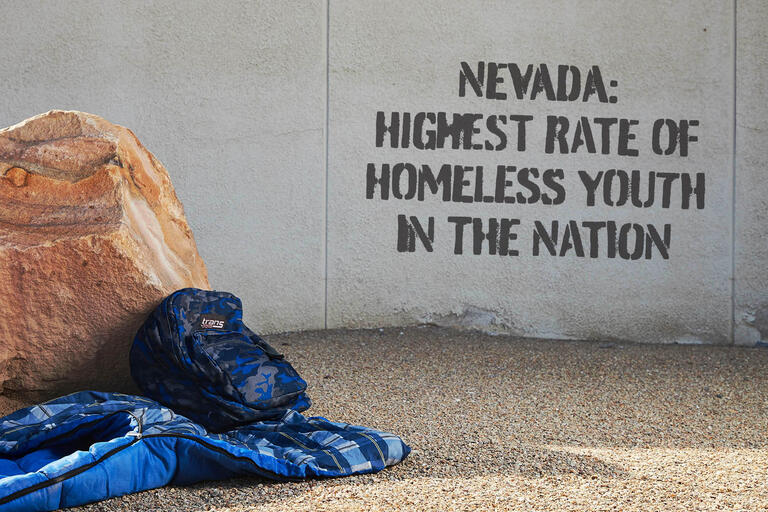 NEVADA:
HIGHEST RATE OF
HOMELESS YOUTH
IN THE NATION
trans